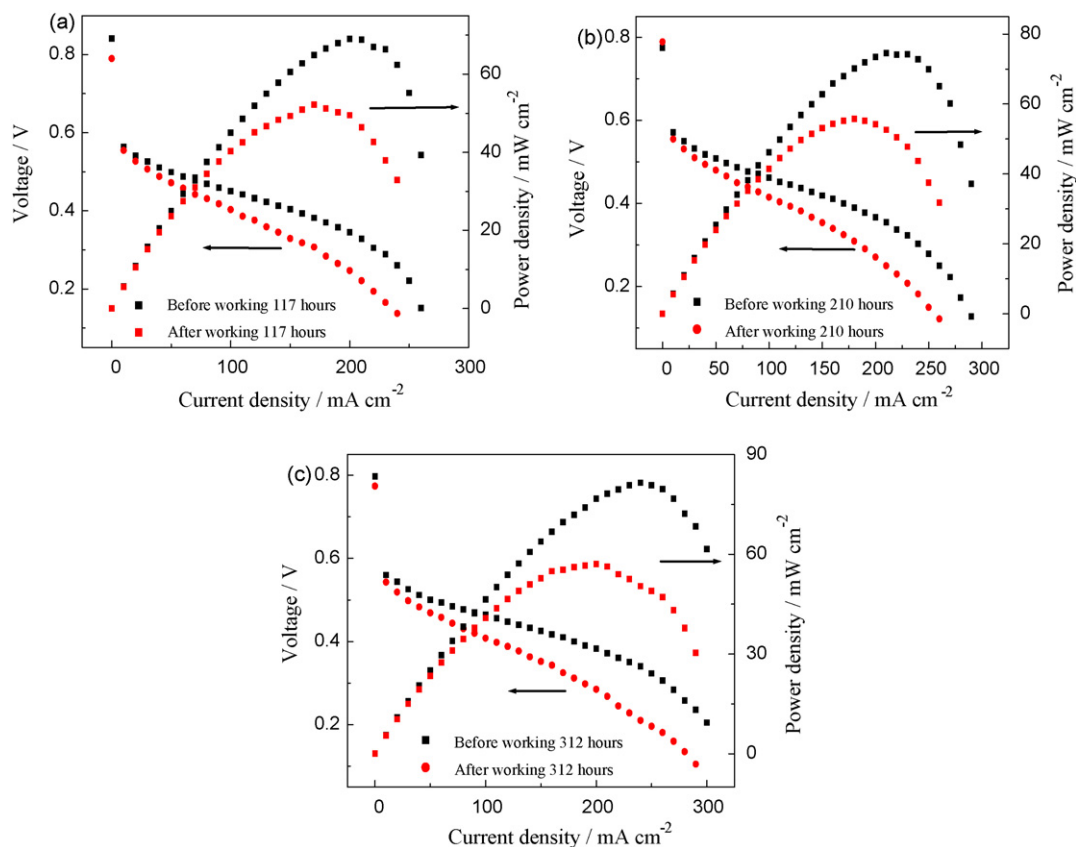 (a)
0.8
0.6
0.4
0.2
Voltage / V
60
40
20
0
Power density / mW cm-2
Before working 117 hours
After working 117 hours
0 100 200 300
Current density / mA cm-2
(b)
0.8
0.6
0.4
0.2
Voltage / V
80
60
40
20
0
Power density / mW cm-2
Before working 210 hours
After working 210 hours
0 50 100 150 200 250 300
Current density / mA cm-2
(c)
0.8
0.6
0.4
0.2
Voltage / V
90
60
30
0
Power density / mW cm-2
Before working 312 hours
After working 312 hours
0 100 200 300
Current density / mA cm-2